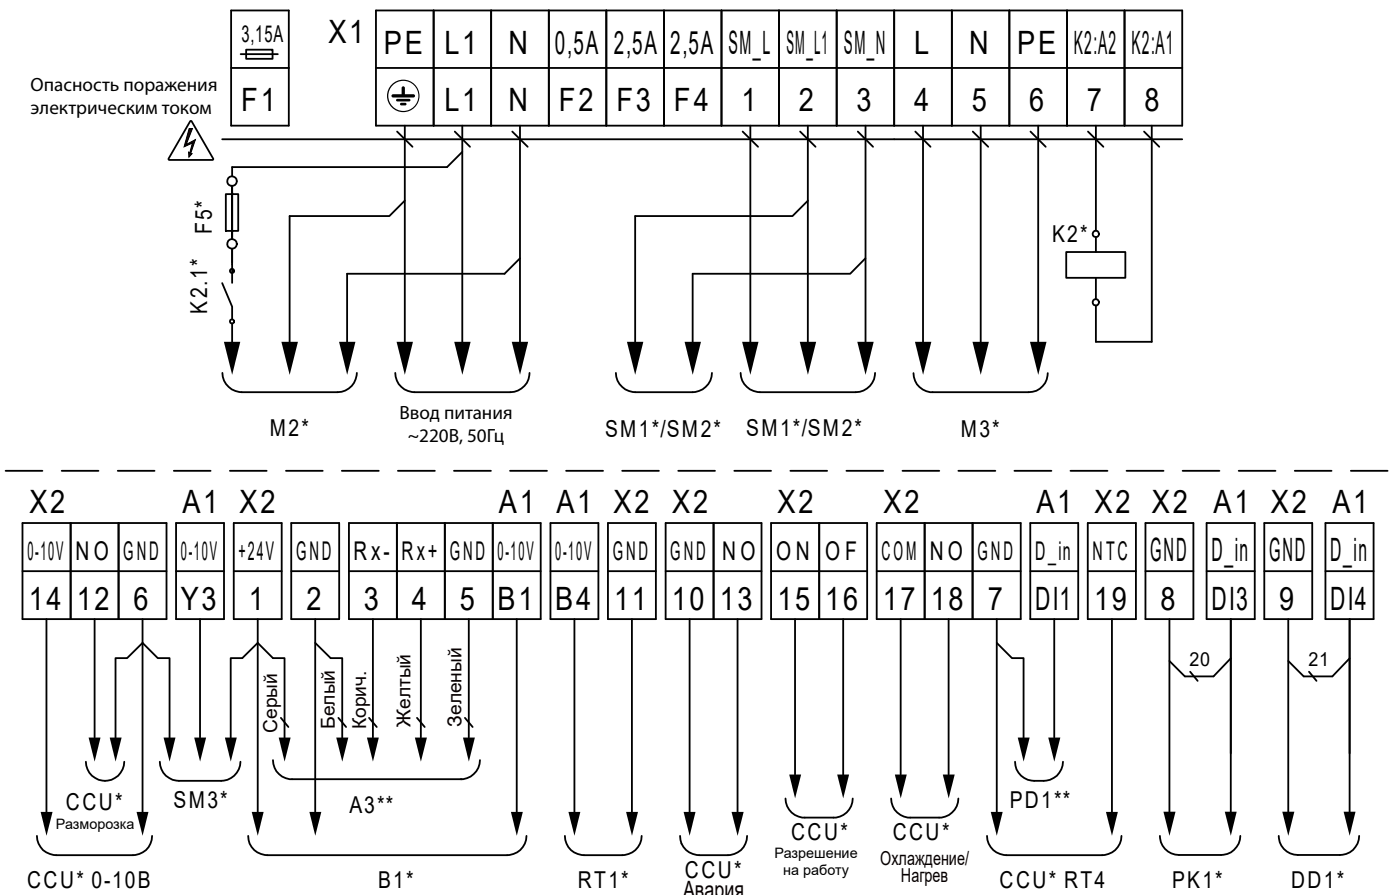 3,15А X1 PE L1 N 0,5A 2,5A 2,5A SM_L SM_L1 SM_N L N PE K2:A2 K2:A1
Опасность поражения
электрическим током
F1 L1 N F2 F3 F4 1 2 3 4 5 6 7 8
F5*
K2.1*
K2*
M2*
Ввод питания
~220В, 50Гц
SM1*/SM2*
SM1*/SM2*
M3*
X2 A1 X2 A1 A1 X2 X2 X2 X2 A1 X2 X2 A1 X2 A1
0-10V NO GND 0-10V +24V GND Rx- Rx+ GND 0-10V 0-10V GND GND NO ON OF COM NO GND D_in NTC GND D_in GND D_in
14 12 6 Y3 1 2 3 4 5 B1 B4 11 10 13 15 16 17 18 7 DI1 19 8 DI3 9 DI4
Серый
Белый
Корич.
Желтый
Зеленый
20
21
CCU*
Разморозка
SM3*
A3**
PD1**
CCU*
Разрешение
на работу
CCU*
Охлаждение/
Нагрев
CCU* 0-10В
B1*
RT1*
CCU*
Авария
CCU* RT4
PK1*
DD1*